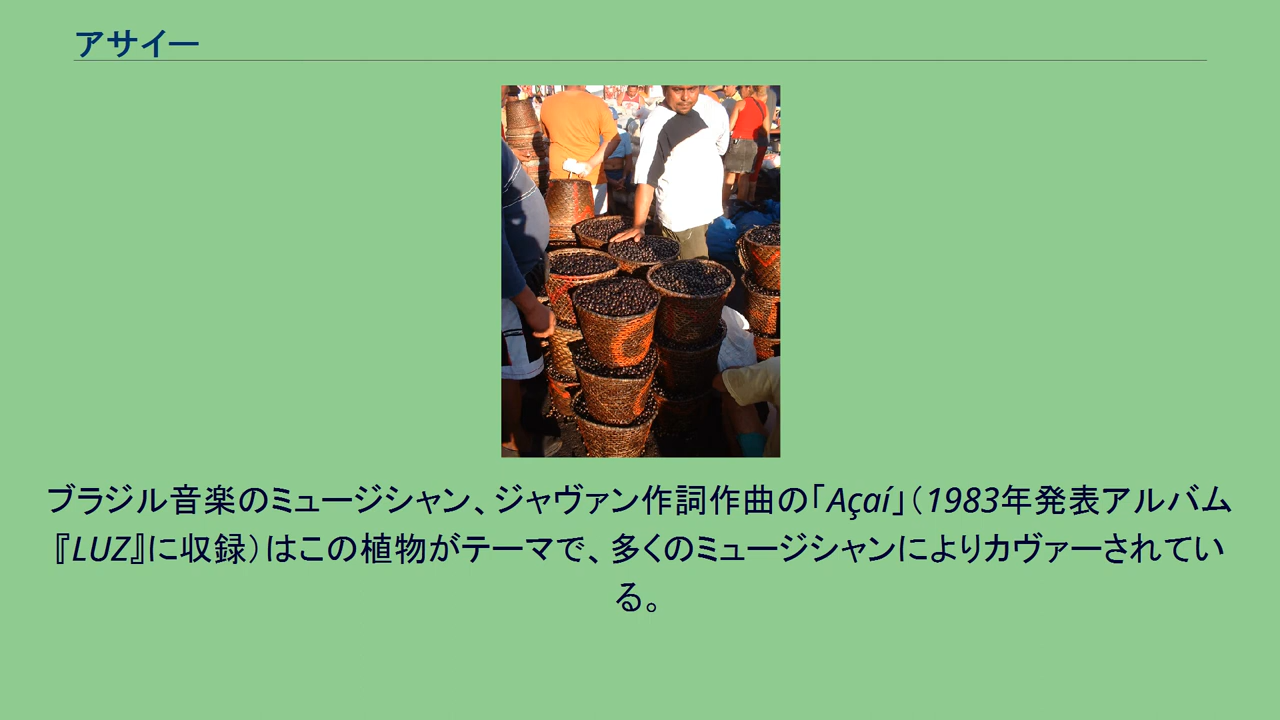 アサイー
ブラジル音楽のミュージシャン、ジャヴァン作詞作曲の「Açaí」（1983年発表アルバム
『LUZ』に収録）はこの植物がテーマで、多くのミュージシャンによりカヴァーされてい
る。